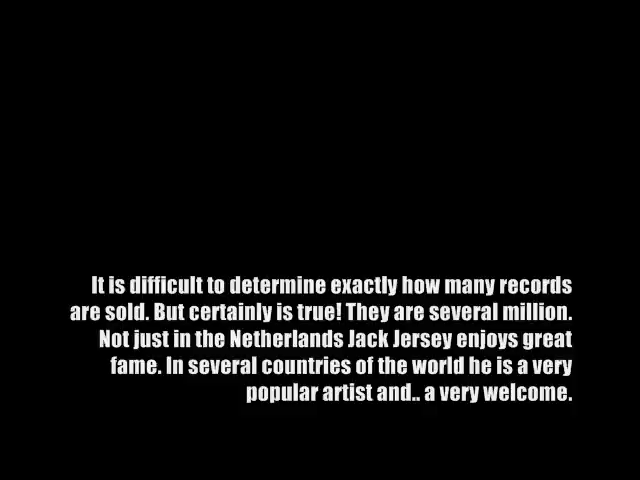 It is difficult to determine exactly how many records
are sold. But certainly is true! They are several million.
Not just in the Netherlands Jack Jersey enjoys great
fame. In several countries of the world he is a very
popular artist and.. a very welcome.